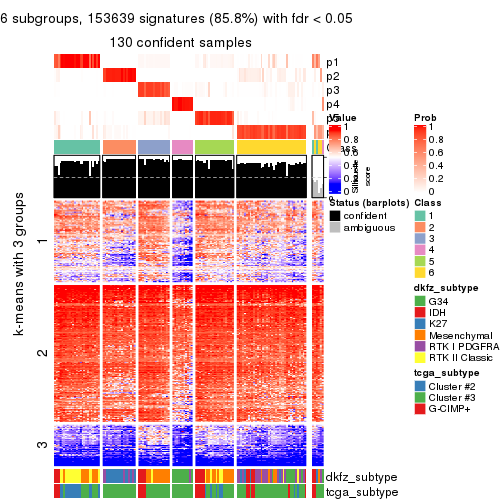 6 subgroups, 153639 signatures (85.8%) with fdr < 0.05
130 confident samples
p1
p2
p3
p4
k-means with 3 groups
1
2
3
Value
1
0.8
0.6
0.4
0.2
0
Silhouette
score
Prob
1
0.8
0.6
0.4
0.2
0
Status (barplots)
confident
ambiguous
Class
1
2
3
4
5
6
dkfz_subtype
G34
IDH
K27
Mesenchymal
RTK I PDGFRA
RTK II Classic
tcga_subtype
Cluster #2
Cluster #3
G-CIMP+
dkfz_subtype
tcga_subtype